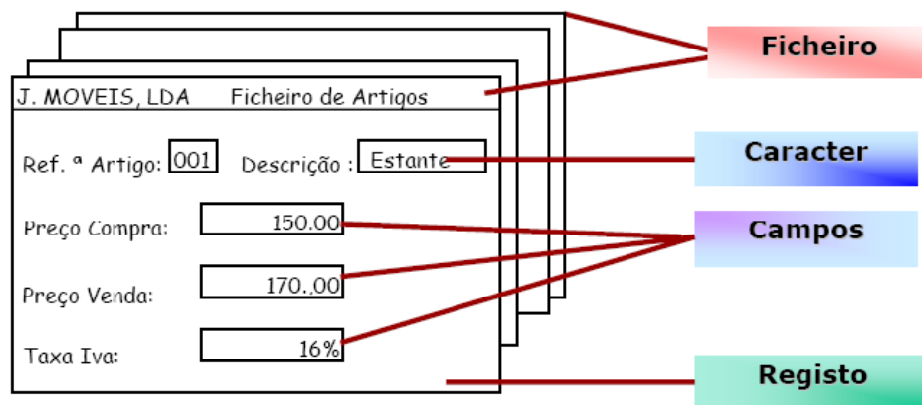 Ficheiro
J. MOVEIS, LDA Ficheiro de Artigos
Ref. ª Artigo: 001 Descrição : Estante
Caracter
Preço Compra: 150.00
Campos
Preço Venda: 170.,00
Taxa Iva: 16%
Registo